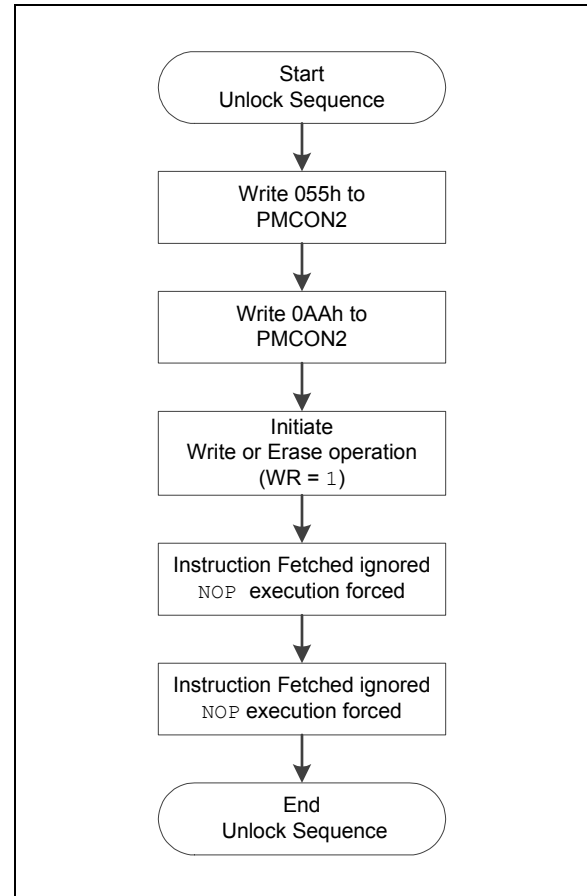 Start
Unlock Sequence
Write 055h to
PMCON2
Write 0AAh to
PMCON2
Initiate
Write or Erase operation
(WR = 1)
Instruction Fetched ignored
NOP execution forced
Instruction Fetched ignored
NOP execution forced
End
Unlock Sequence